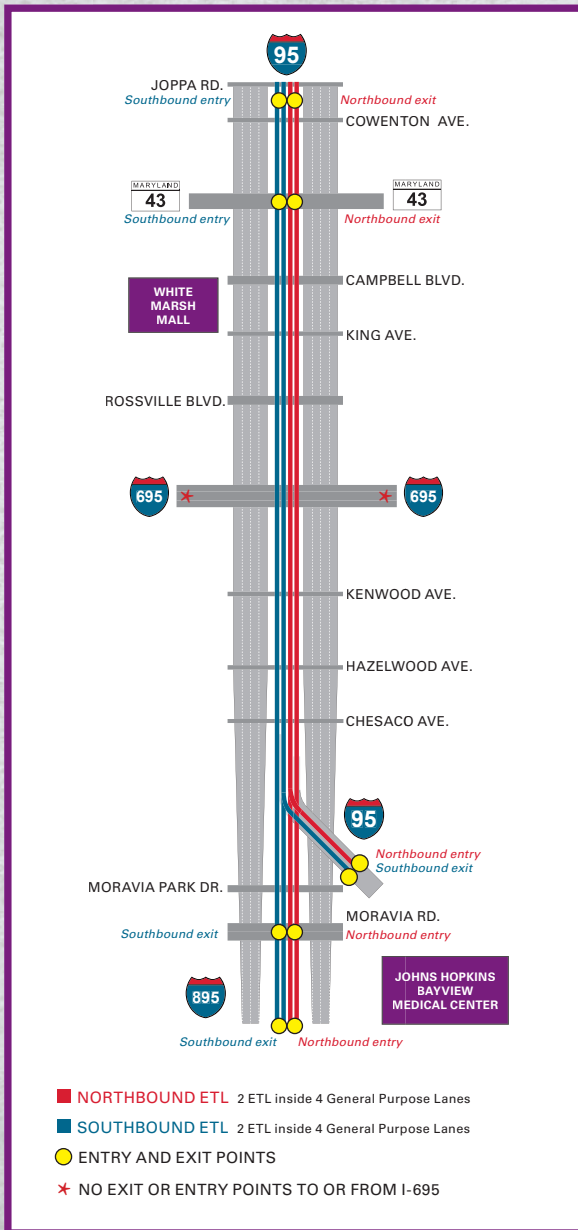 95
JOPPA RD.
Southbound entry
Northbound exit
COWENTON AVE.
MARYLAND
43
MARYLAND
43
Southbound entry
Northbound exit
CAMPBELL BLVD.
WHITE
MARSH
MALL
KING AVE.
ROSSVILLE BLVD.
695
695
KENWOOD AVE.
HAZELWOOD AVE.
CHESACO AVE.
95
Northbound entry
Southbound exit
MORAVIA PARK DR.
MORAVIA RD.
Southbound exit
Northbound entry
JOHNS HOPKINS
BAYVIEW
MEDICAL CENTER
895
Southbound exit
Northbound entry
NORTHBOUND ETL 2 ETL inside 4 General Purpose Lanes
SOUTHBOUND ETL 2 ETL inside 4 General Purpose Lanes
ENTRY AND EXIT POINTS
NO EXIT OR ENTRY POINTS TO OR FROM I-695